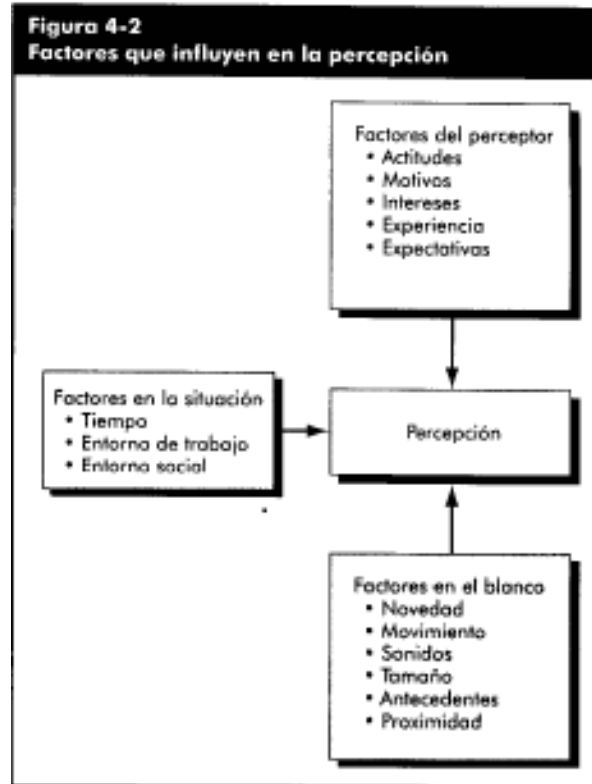 Figura 4-2
Factores que influyen en la percepción
Factores del perceptor
• Actitudes
• Motivos
• Intereses
• Experiencia
• Expectativas
Factores en la situación
• Tiempo
• Entorno de trabajo
• Entorno social
Percepción
Factores en el blanco
• Novedad
• Movimiento
• Sonidos
• Tamaño
• Antecedentes
• Proximidad